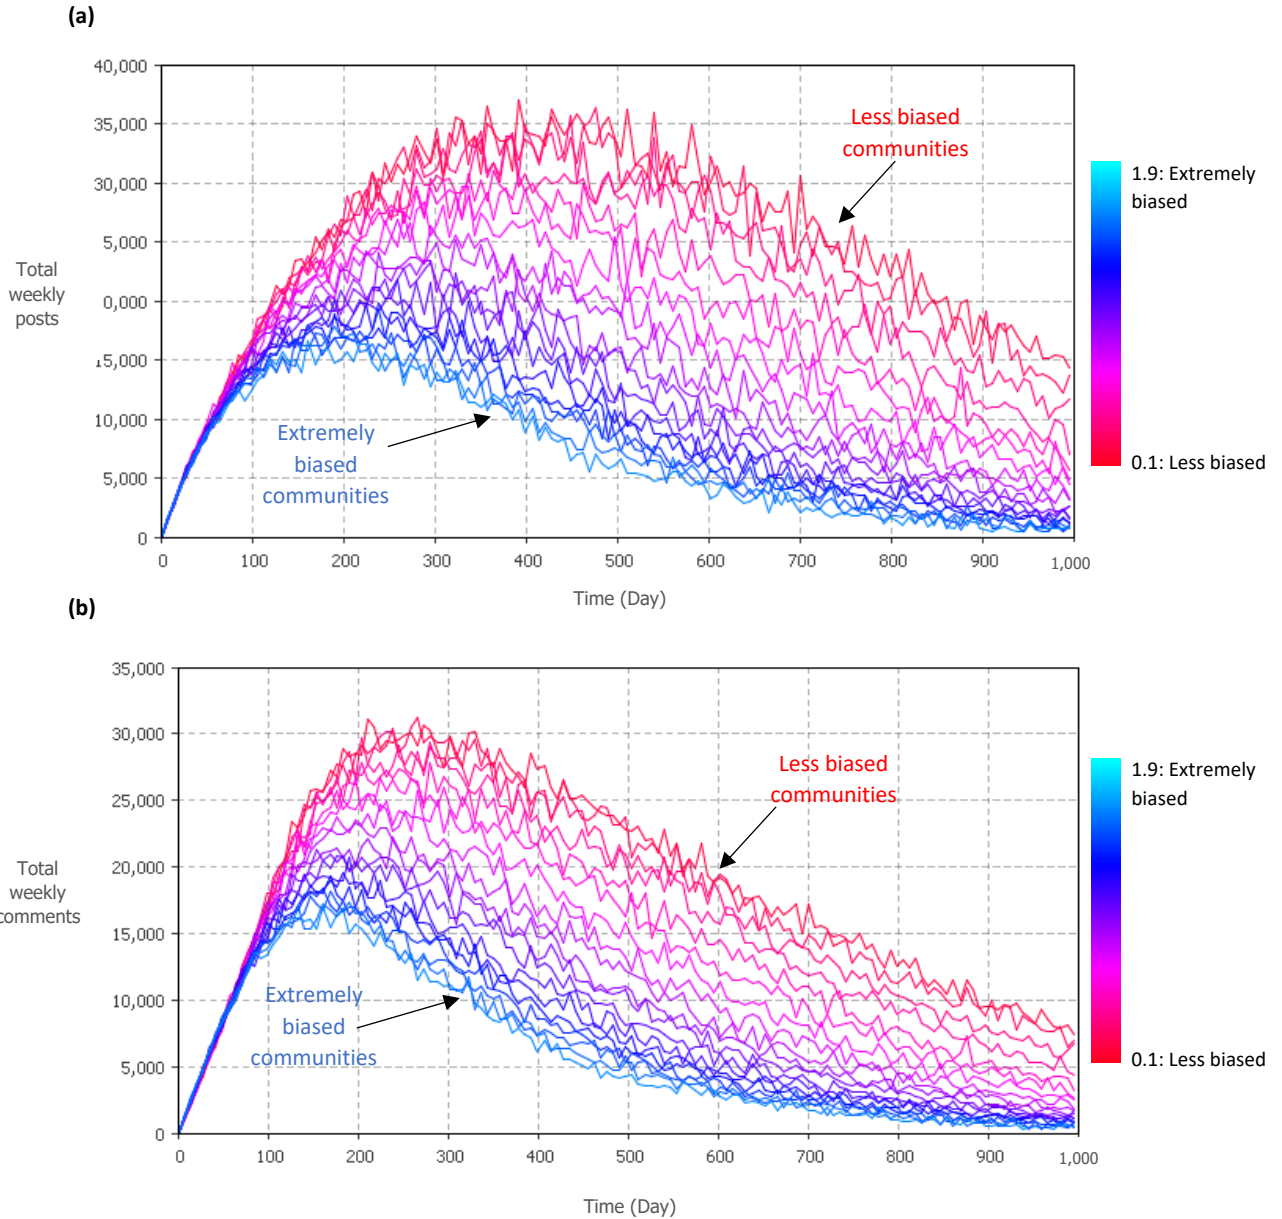 (a)
40,000
35,000
30,000
5,000
0,000
15,000
10,000
5,000
0
0
100
200
300
400
500
600
700
800
900
1,000
Total
weekly
posts
Time (Day)
Less biased
communities
Extremely
biased
communities
1.9: Extremely
biased
0.1: Less biased
(b)
35,000
30,000
25,000
20,000
15,000
10,000
5,000
0
0
100
200
300
400
500
600
700
800
900
1,000
Total
weekly
comments
Time (Day)
Less biased
communities
Extremely
biased
communities
1.9: Extremely
biased
0.1: Less biased